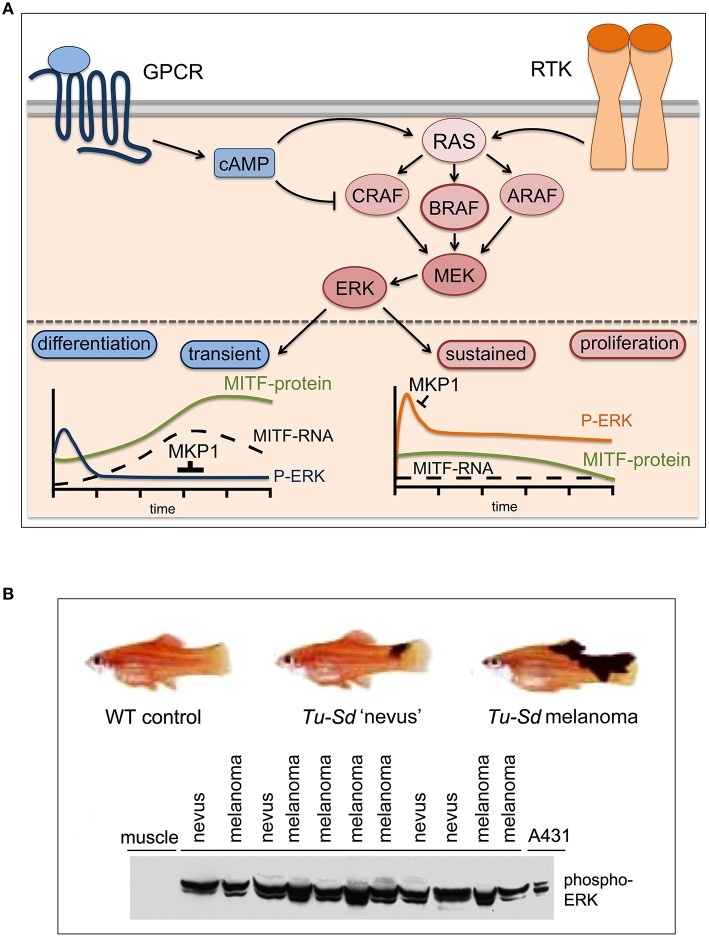 A
GPCR
RTK
cAMP
RAS
CRAF
BRAF
ARAF
MEK
ERK
differentiation
transient
sustained
proliferation
MITF-protein
MITF-RNA
MKP1
P-ERK
time
MKP1
P-ERK
MITF-protein
MITF-RNA
time
B
WT control
Tu-Sd 'nevus'
Tu-Sd melanoma
muscle
nevus
melanoma
nevus
melanoma
melanoma
melanoma
melanoma
nevus
nevus
melanoma
melanoma
A431
phospho-
ERK